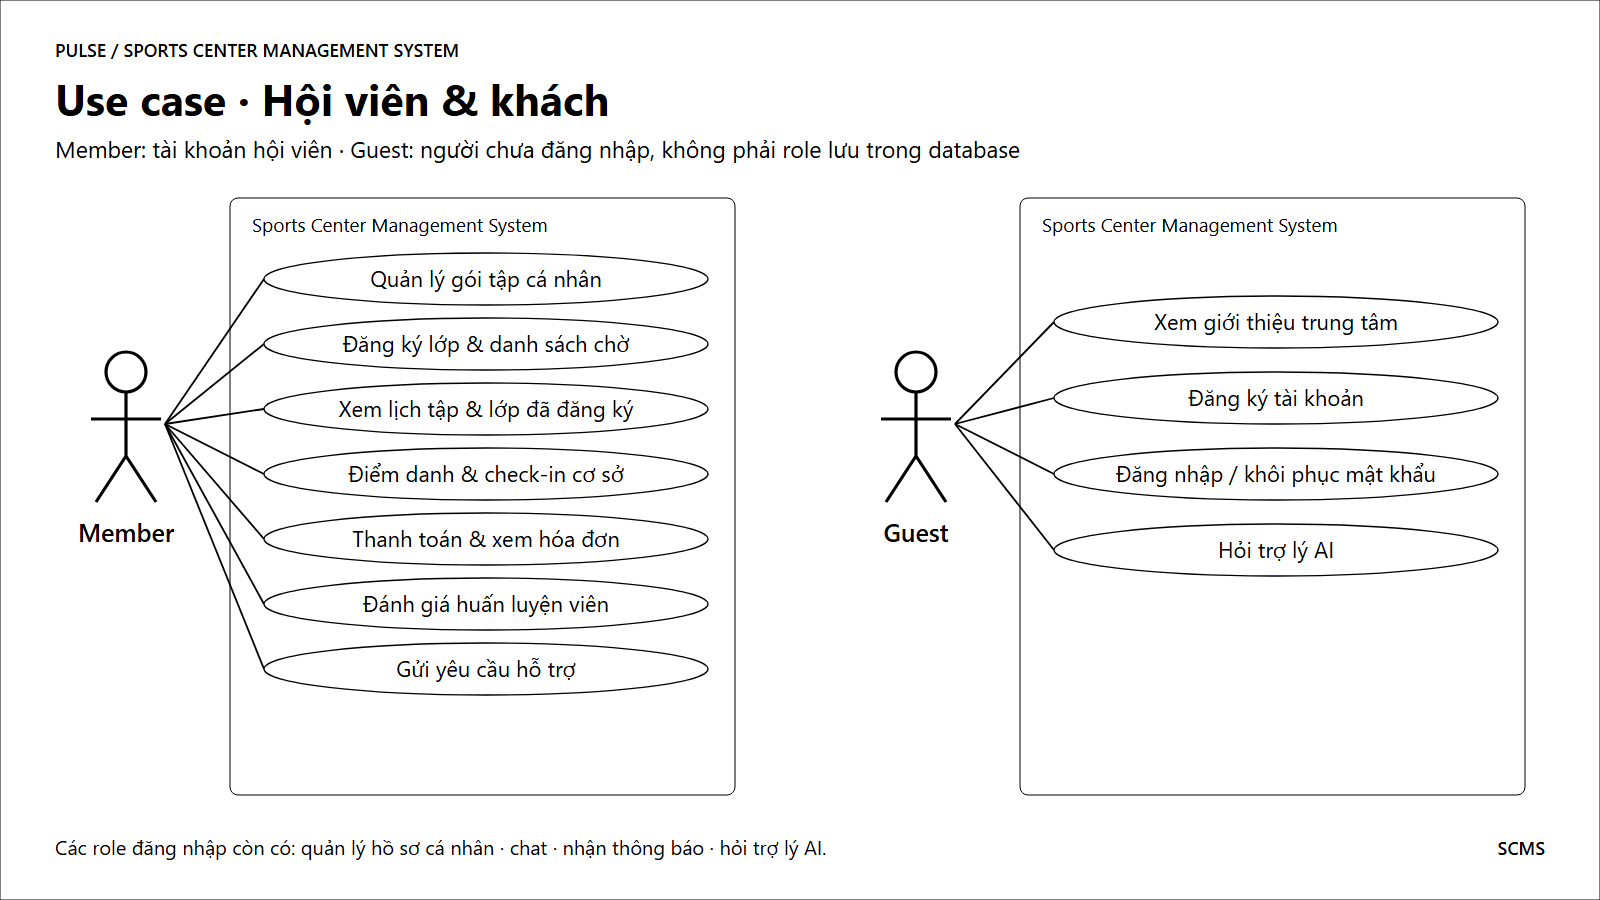 PULSE / SPORTS CENTER MANAGEMENT SYSTEM
Use case · Hội viên & khách
Member: tài khoản hội viên · Guest: người chưa đăng nhập, không phải role lưu trong database
Sports Center Management System
Quản lý gói tập cá nhân
Đăng ký lớp & danh sách chờ
Xem lịch tập & lớp đã đăng ký
Điểm danh & check-in cơ sở
Thanh toán & xem hóa đơn
Đánh giá huấn luyện viên
Gửi yêu cầu hỗ trợ
Member
Sports Center Management System
Xem giới thiệu trung tâm
Đăng ký tài khoản
Đăng nhập / khôi phục mật khẩu
Hỏi trợ lý AI
Guest
Các role đăng nhập còn có: quản lý hồ sơ cá nhân · chat · nhận thông báo · hỏi trợ lý AI.
SCMS